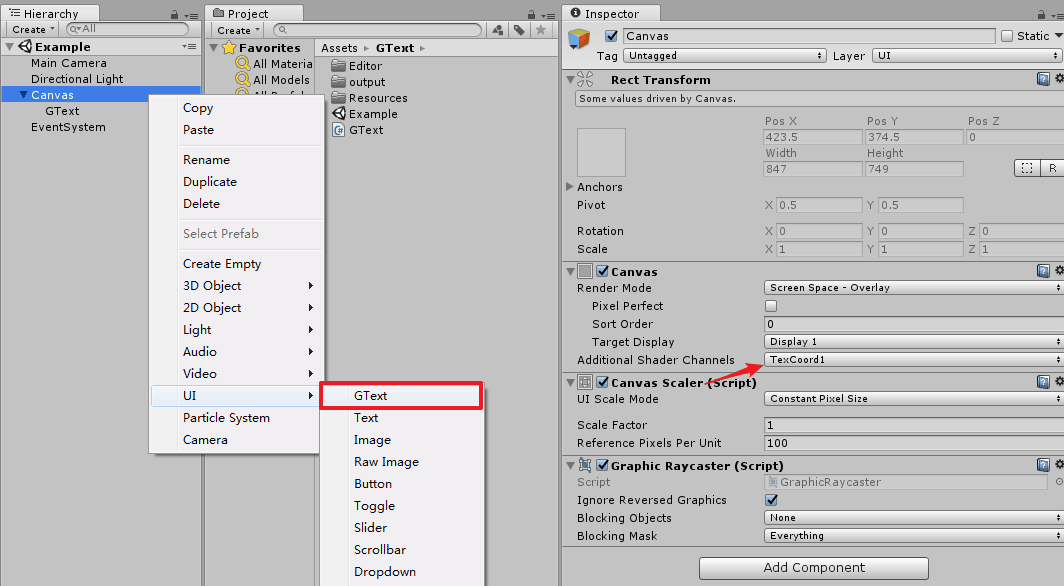 Hierarchy
Create
All
Example
Main Camera
Directional Light
Canvas
GText
EventSystem
Copy
Paste
Rename
Duplicate
Delete
Select Prefab
Create Empty
3D Object
2D Object
Light
Audio
Video
UI
Particle System
Camera
GText
Text
Image
Raw Image
Button
Toggle
Slider
Scrollbar
Dropdown
Project
Create
Favorites
All Materia
All Models
Assets GText
Editor
output
Resources
Example
GText
Inspector
Canvas Static
Tag Untagged Layer UI
Rect Transform
Some values driven by Canvas.
Pos X Pos Y Pos Z
423.5 374.5 0
Width Height
847 749
R
Anchors
Pivot X 0.5 Y 0.5
Rotation X 0 Y 0 Z 0
Scale X 1 Y 1 Z 1
Canvas
Render Mode Screen Space - Overlay
Pixel Perfect
Sort Order 0
Target Display Display 1
Additional Shader Channels TexCoord1
Canvas Scaler (Script)
UI Scale Mode Constant Pixel Size
Scale Factor 1
Reference Pixels Per Unit 100
Graphic Raycaster (Script)
Script GraphicRaycaster
Ignore Reversed Graphics
Blocking Objects None
Blocking Mask Everything
Add Component